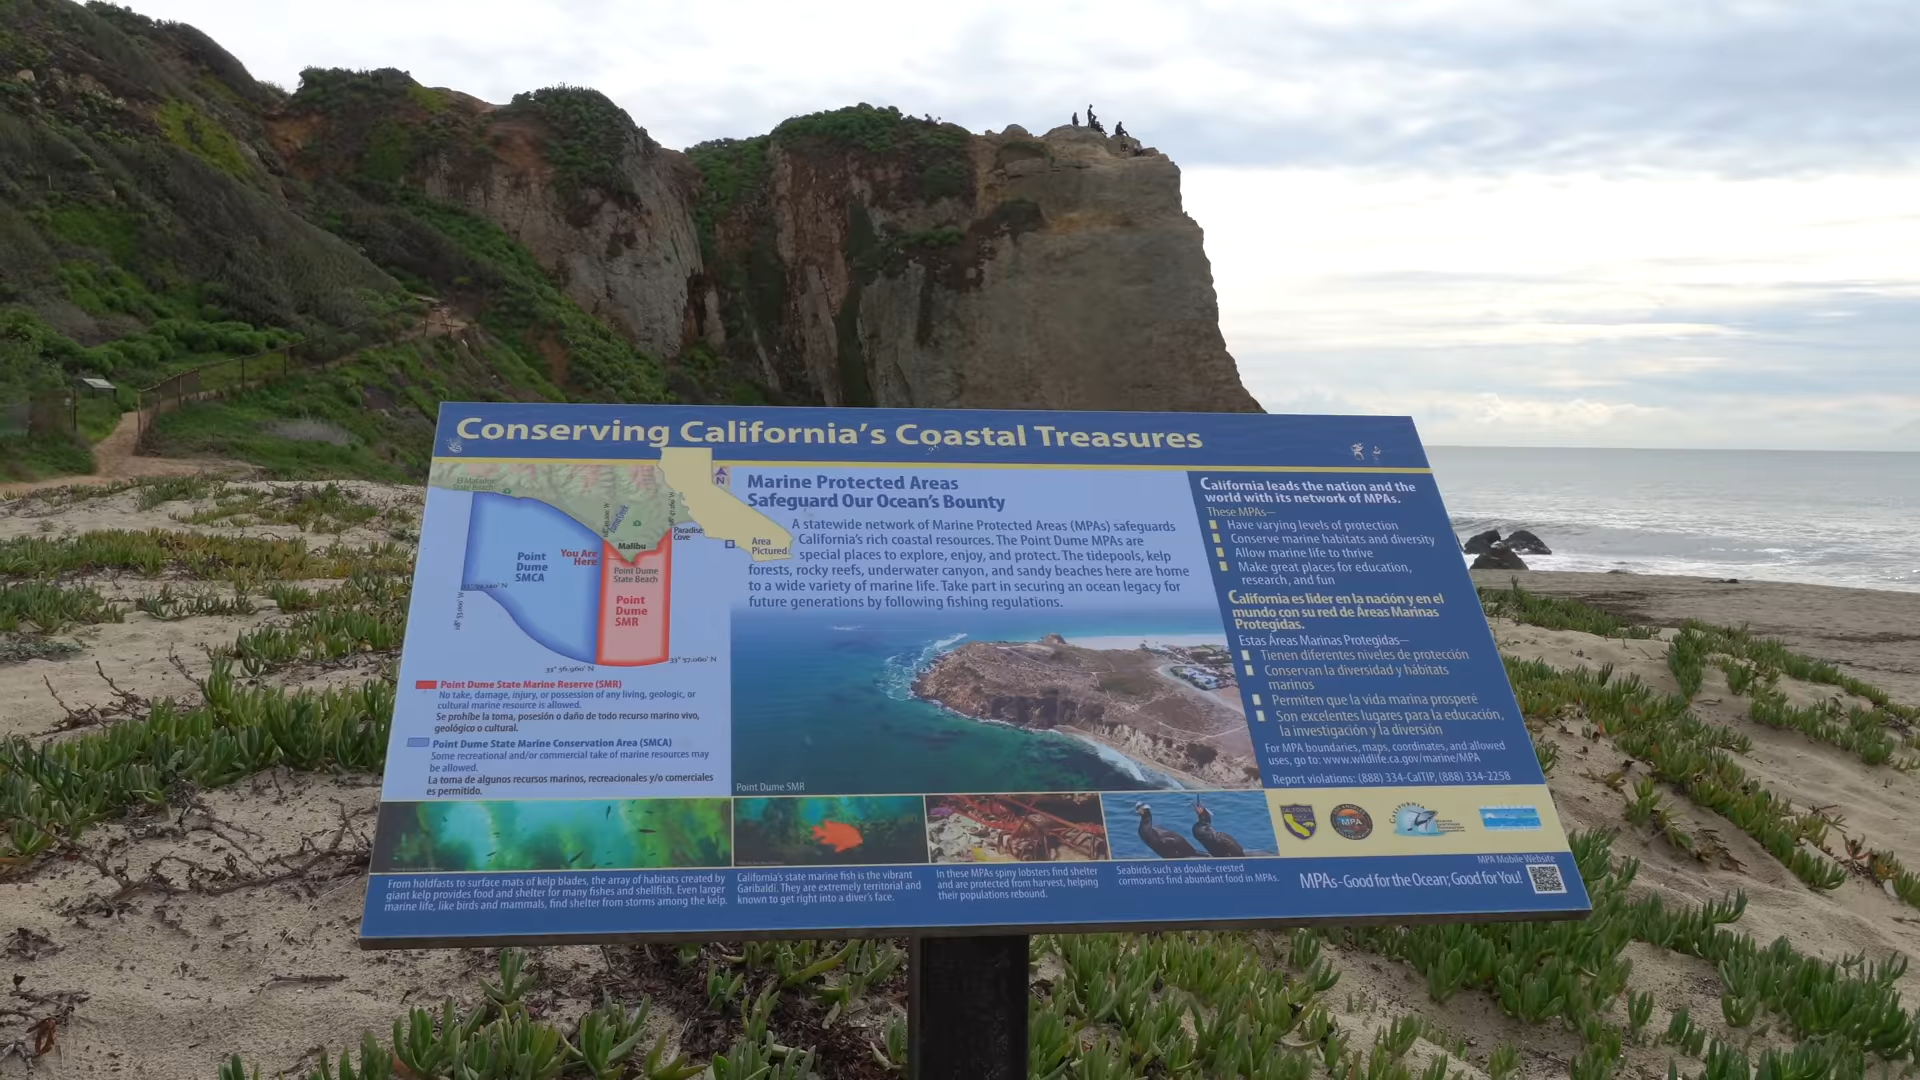 Conserving California's Coastal Treasures
El Matador
State Beach
N
Point
Dume
SMCA
You Are
Here
Malibu
Paradise
Cove
Area
Pictured
Point Dume
State Beach
Point
Dume
SMR
33° 56.960' N
33° 57.060' N
Point Dume State Marine Reserve (SMR)
No take, damage, injury, or possession of any living, geologic, or
cultural marine resource is allowed.
Se prohíbe la toma, posesión o daño de todo recurso marino vivo,
geológico o cultural.
Point Dume State Marine Conservation Area (SMCA)
Some recreational and/or commercial take of marine resources may
be allowed.
La toma de algunos recursos marinos, recreacionales y/o comerciales
es permitido.
Marine Protected Areas
Safeguard Our Ocean's Bounty
A statewide network of Marine Protected Areas (MPAs) safeguards
California's rich coastal resources. The Point Dume MPAs are
special places to explore, enjoy, and protect. The tidepools, kelp
forests, rocky reefs, underwater canyon, and sandy beaches here are home
to a wide variety of marine life. Take part in securing an ocean legacy for
future generations by following fishing regulations.
Point Dume SMR
California leads the nation and the
world with its network of MPAs.
These MPAs—
Have varying levels of protection
Conserve marine habitats and diversity
Allow marine life to thrive
Make great places for education,
research, and fun
California es lider en la nación y en el
mundo con su red de Áreas Marinas
Protegidas.
Estas Áreas Marinas Protegidas—
Tienen diferentes niveles de protección
Conservan la diversidad y hábitats
marinos
Permiten que la vida marina prosperé
Son excelentes lugares para la educación,
la investigación y la diversión
For MPA boundaries, maps, coordinates, and allowed
uses, go to: www.wildlife.ca.gov/marine/MPA
Report violations: (888) 334-CalTIP, (888) 334-2258
From holdfasts to surface mats of kelp blades, the array of habitats created by
giant kelp provides food and shelter for many fishes and shellfish. Even larger
marine life, like birds and mammals, find shelter from storms among the kelp.
California's state marine fish is the vibrant
Garibaldi. They are extremely territorial and
known to get right into a diver's face.
In these MPAs spiny lobsters find shelter
and are protected from harvest, helping
their populations rebound.
Seabirds such as double-crested
cormorants find abundant food in MPAs.
MPA
CALIFORNIA
MPA Mobile Website
MPAs-Good for the Ocean; Good for You!